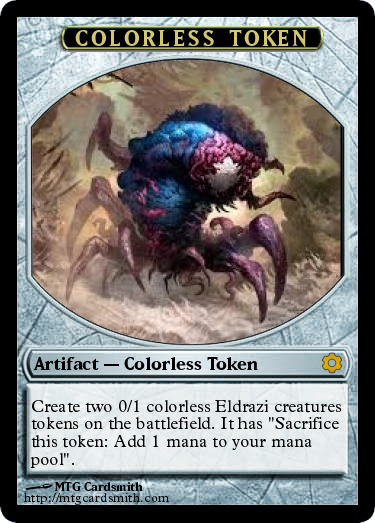 COLORLESS TOKEN
Artifact — Colorless Token
Create two 0/1 colorless Eldrazi creatures
tokens on the battlefield. It has "Sacrifice
this token: Add 1 mana to your mana
pool".
MTG Cardsmith
http://mtgcardsmith.com